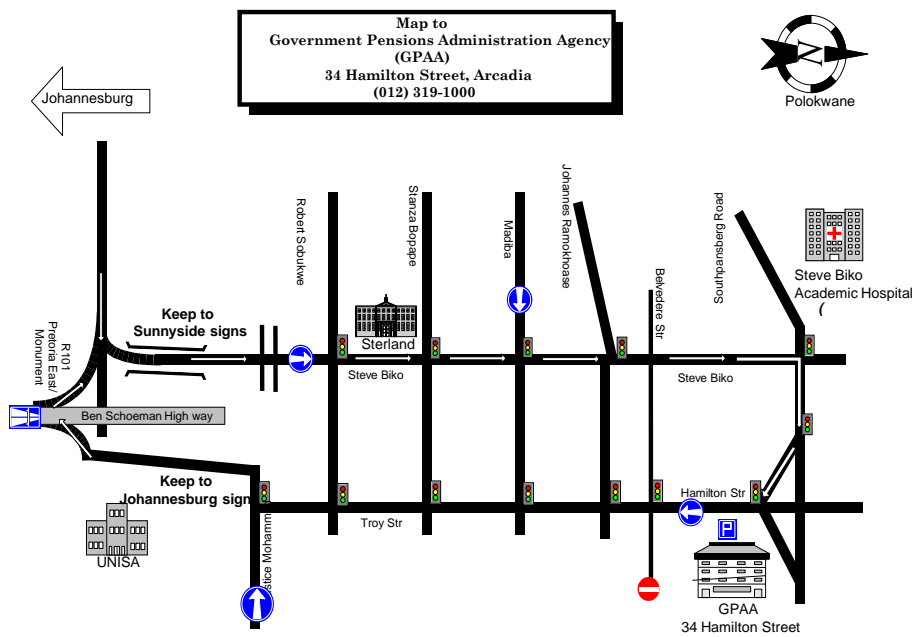 Map to
Government Pensions Administration Agency
(GPAA)
34 Hamilton Street, Arcadia
(012) 319-1000
N
Polokwane
Johannesburg
Robert Sobukwe
Stanza Bopape
Madiba
Johannes Ramokhoase
Belvedere Str
Southpansberg Road
Steve Biko
Academic Hospital
(
Keep to
Sunnyside signs
Sterland
Steve Biko
Steve Biko
R101
Pretoria East/
Monument
Ben Schoeman High way
Keep to
Johannesburg sign
Troy Str
Hamilton Str
UNISA
stice Mohamm
P
GPAA
34 Hamilton Street